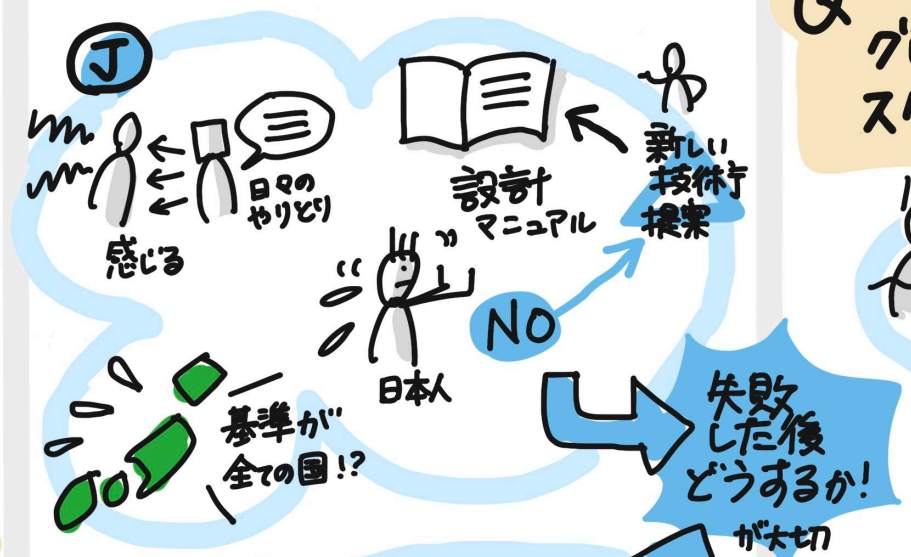 J
日々の
やりとり
感じる
設計
マニュアル
新しい
技術
提案
日本人
NO
基準が
全ての国!?
失敗
した後
どうするか!
が大切
Q